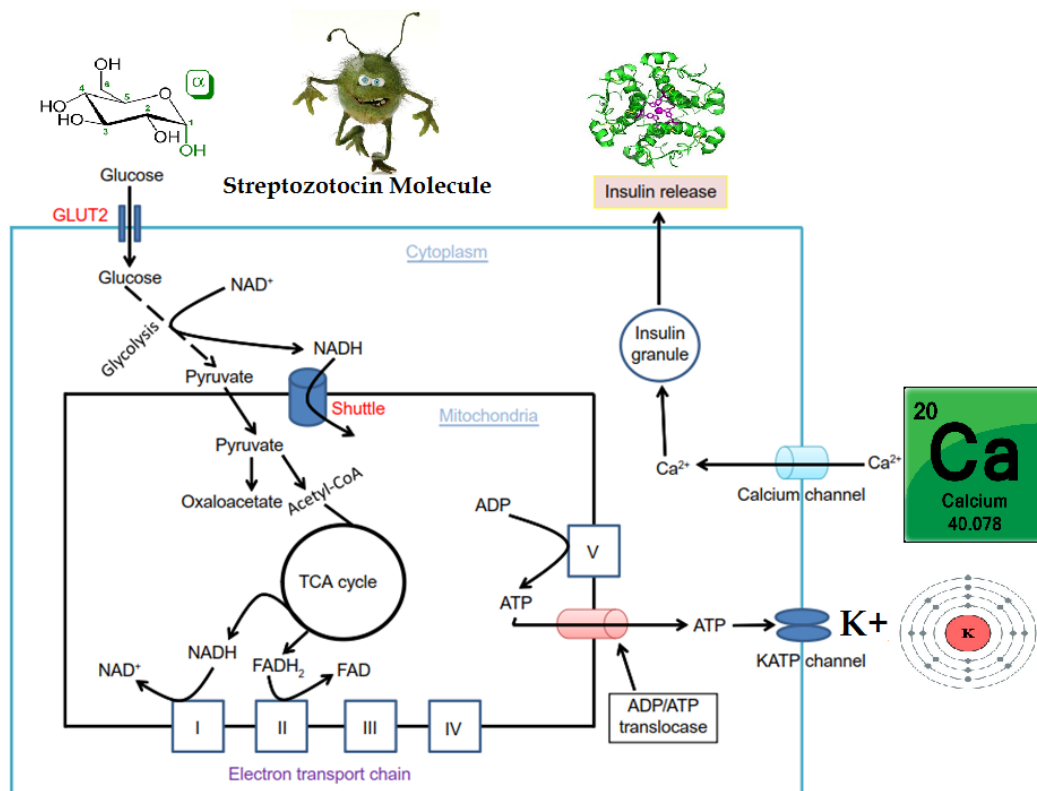 OH
6
4
5
O
α
HO
HO
2
3
OH
1
OH
Glucose
Streptozotocin Molecule
Insulin release
GLUT2
Cytoplasm
Glucose
NAD⁺
Glycolysis
NADH
Insulin
granule
Pyruvate
Shuttle
Mitochondria
Pyruvate
Ca²⁺
Ca²⁺
Calcium channel
20
Ca
Calcium
40.078
Oxaloacetate
Acetyl-CoA
ADP
V
TCA cycle
ATP
ATP
K+
K
KATP channel
NADH
NAD⁺
FADH₂
FAD
ADP/ATP
translocase
I
II
III
IV
Electron transport chain